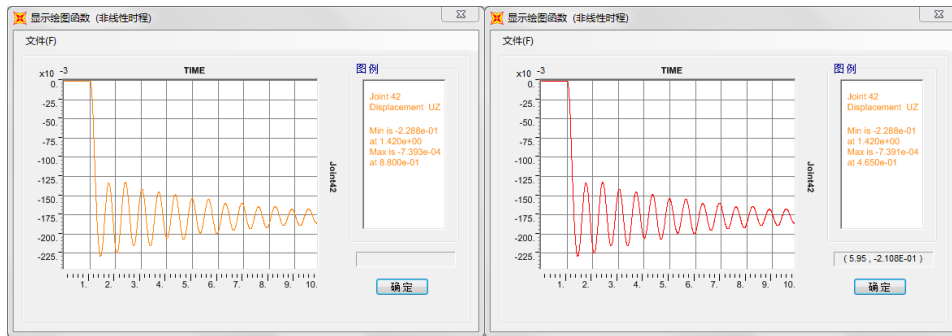 显示绘图函数 (非线性时程)
文件(F)
x10 -3
TIME
0.
-25.
-50.
-75.
-100.
-125.
-150.
-175.
-200.
-225.
1. 2. 3. 4. 5. 6. 7. 8. 9. 10.
Joint42
图例
Joint 42
Displacement UZ
Min is -2.288e-01
at 1.420e+00
Max is -7.393e-04
at 8.800e-01
确定
显示绘图函数 (非线性时程)
文件(F)
x10 -3
TIME
0.
-25.
-50.
-75.
-100.
-125.
-150.
-175.
-200.
-225.
1. 2. 3. 4. 5. 6. 7. 8. 9. 10.
Joint42
图例
Joint 42
Displacement UZ
Min is -2.288e-01
at 1.420e+00
Max is -7.391e-04
at 4.650e-01
( 5.95 , -2.108E-01 )
确定